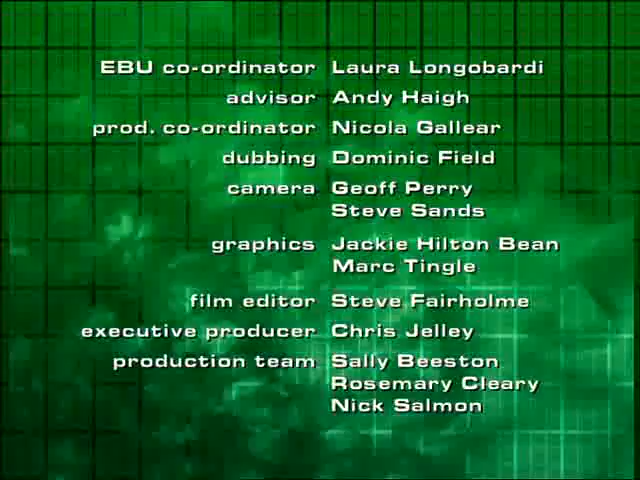 EBU co-ordinator Laura Longobardi
advisor Andy Haigh
prod. co-ordinator Nicola Gallear
dubbing Dominic Field
camera Geoff Perry
Steve Sands
graphics Jackie Hilton Bean
Marc Tingle
film editor Steve Fairholme
executive producer Chris Jelley
production team Sally Beeston
Rosemary Cleary
Nick Salmon